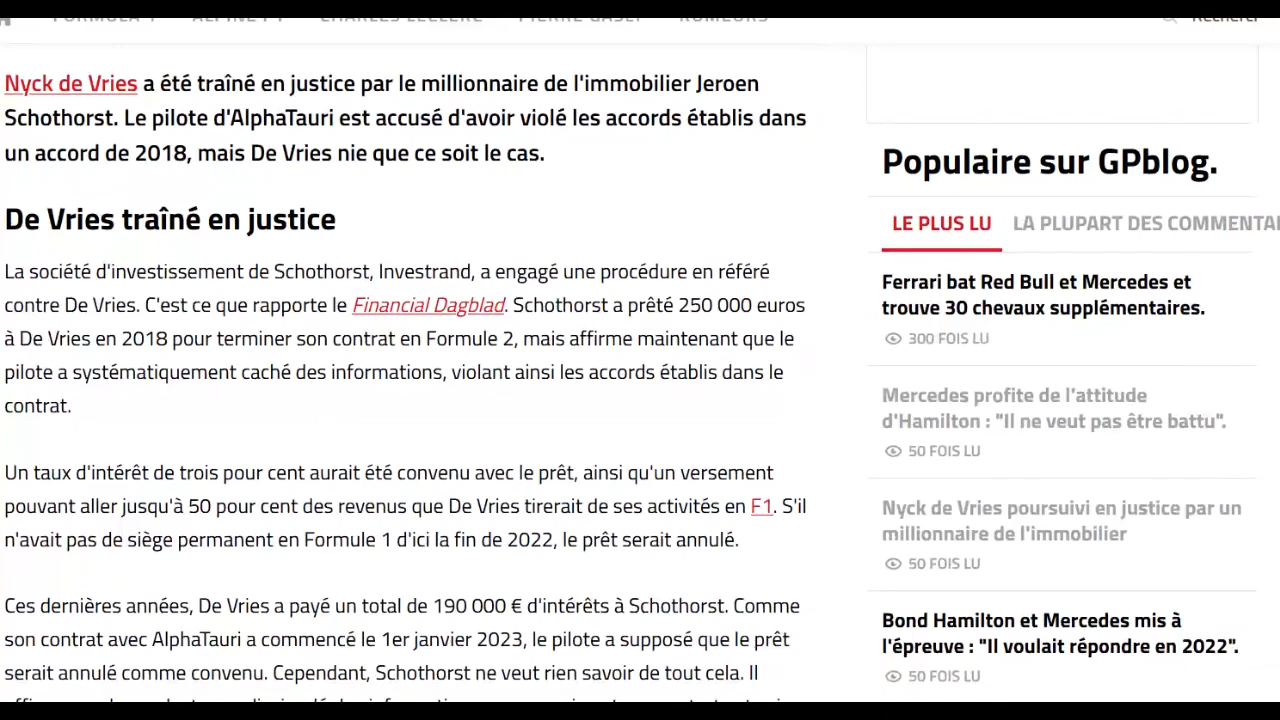 FORMULA 1 ALPINE F1 CHARLES LECLERC PIERRE GASLY RUMEURS
Nyck de Vries a été traîné en justice par le millionnaire de l'immobilier Jeroen
Schothorst. Le pilote d'AlphaTauri est accusé d'avoir violé les accords établis dans
un accord de 2018, mais De Vries nie que ce soit le cas.
De Vries traîné en justice
La société d'investissement de Schothorst, Investrand, a engagé une procédure en référé
contre De Vries. C'est ce que rapporte le Financial Dagblad. Schothorst a prêté 250 000 euros
à De Vries en 2018 pour terminer son contrat en Formule 2, mais affirme maintenant que le
pilote a systématiquement caché des informations, violant ainsi les accords établis dans le
contrat.
Un taux d'intérêt de trois pour cent aurait été convenu avec le prêt, ainsi qu'un versement
pouvant aller jusqu'à 50 pour cent des revenus que De Vries tirerait de ses activités en F1. S'il
n'avait pas de siège permanent en Formule 1 d'ici la fin de 2022, le prêt serait annulé.
Ces dernières années, De Vries a payé un total de 190 000 € d'intérêts à Schothorst. Comme
son contrat avec AlphaTauri a commencé le 1er janvier 2023, le pilote a supposé que le prêt
serait annulé comme convenu. Cependant, Schothorst ne veut rien savoir de tout cela. Il
Populaire sur GPblog.
LE PLUS LU LA PLUPART DES COMMENTAI
Ferrari bat Red Bull et Mercedes et
trouve 30 chevaux supplémentaires.
300 FOIS LU
Mercedes profite de l'attitude
d'Hamilton : "Il ne veut pas être battu".
50 FOIS LU
Nyck de Vries poursuivi en justice par un
millionnaire de l'immobilier
50 FOIS LU
Bond Hamilton et Mercedes mis à
l'épreuve : "Il voulait répondre en 2022".
50 FOIS LU